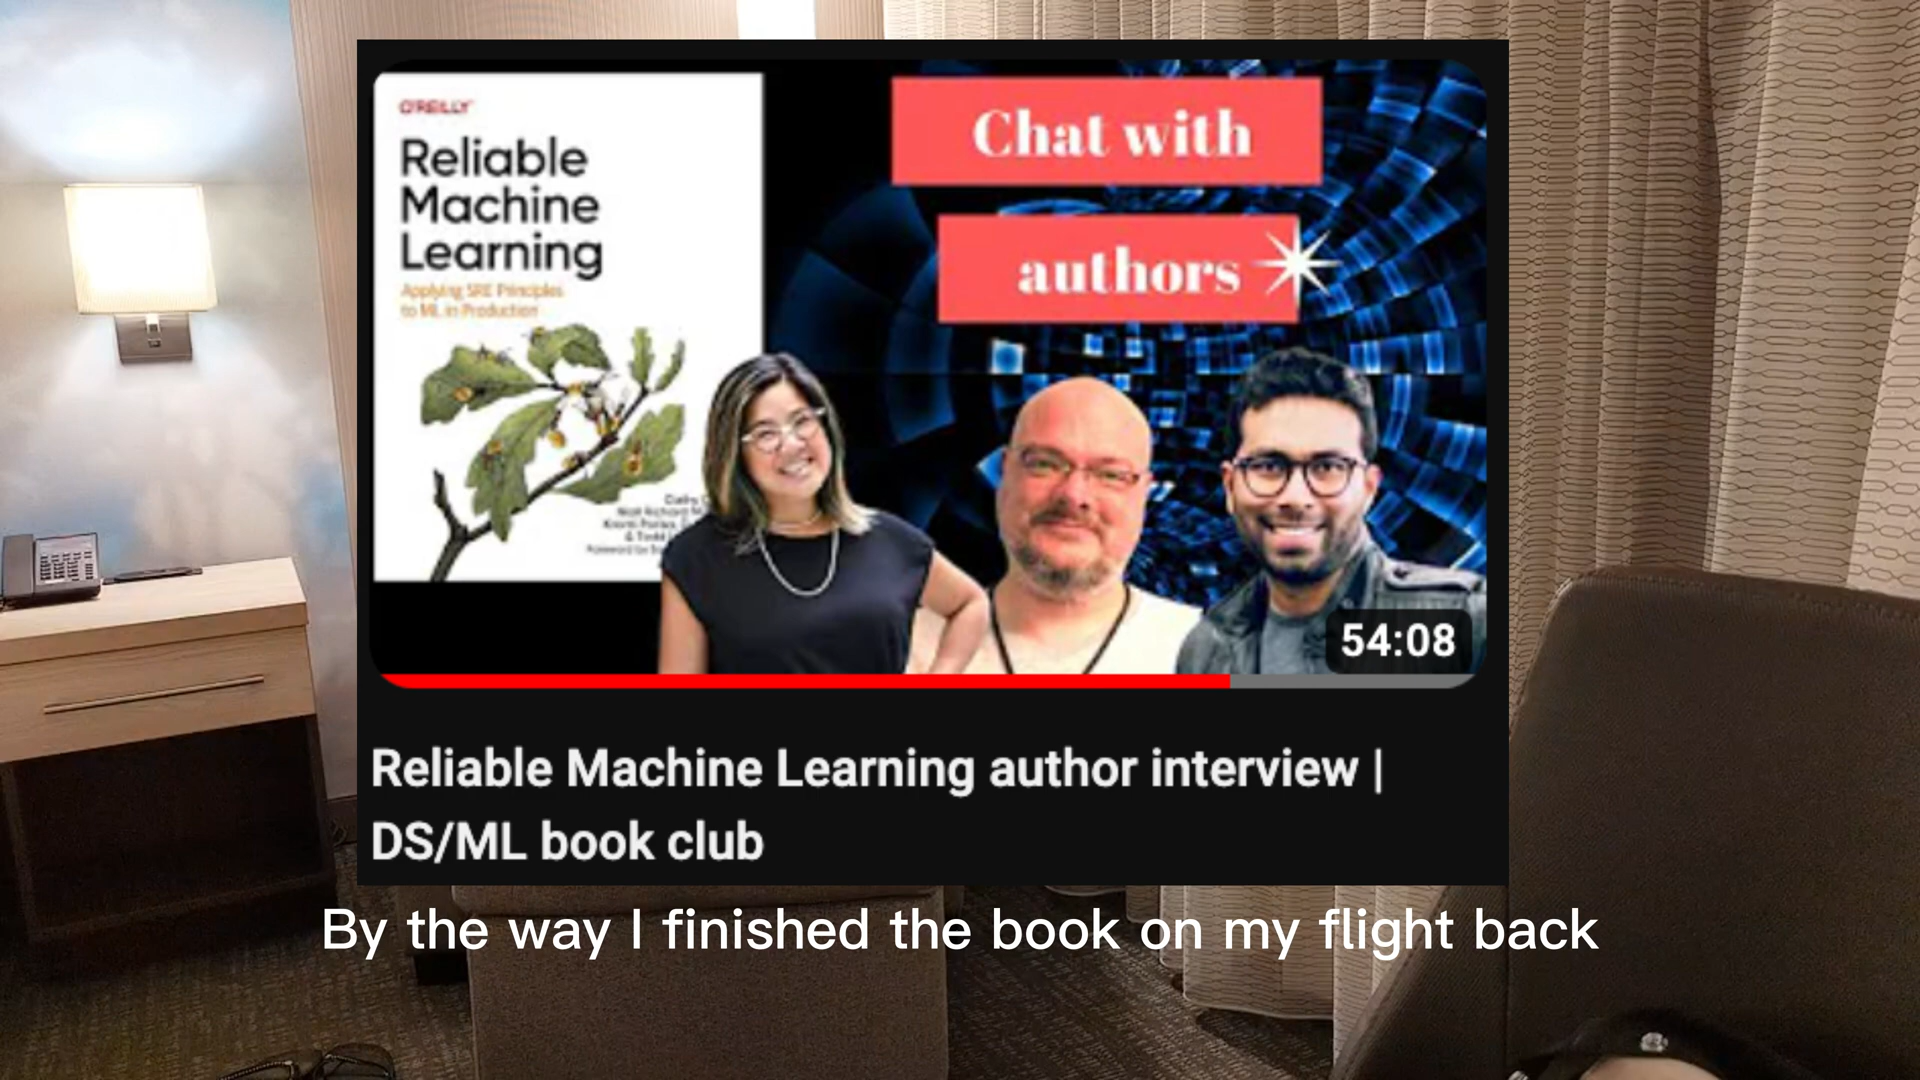 O'REILLY
Reliable
Machine
Learning
Applying SRE Principles
to ML in Production
Chat with
authors
54:08
Reliable Machine Learning author interview |
DS/ML book club
By the way I finished the book on my flight back